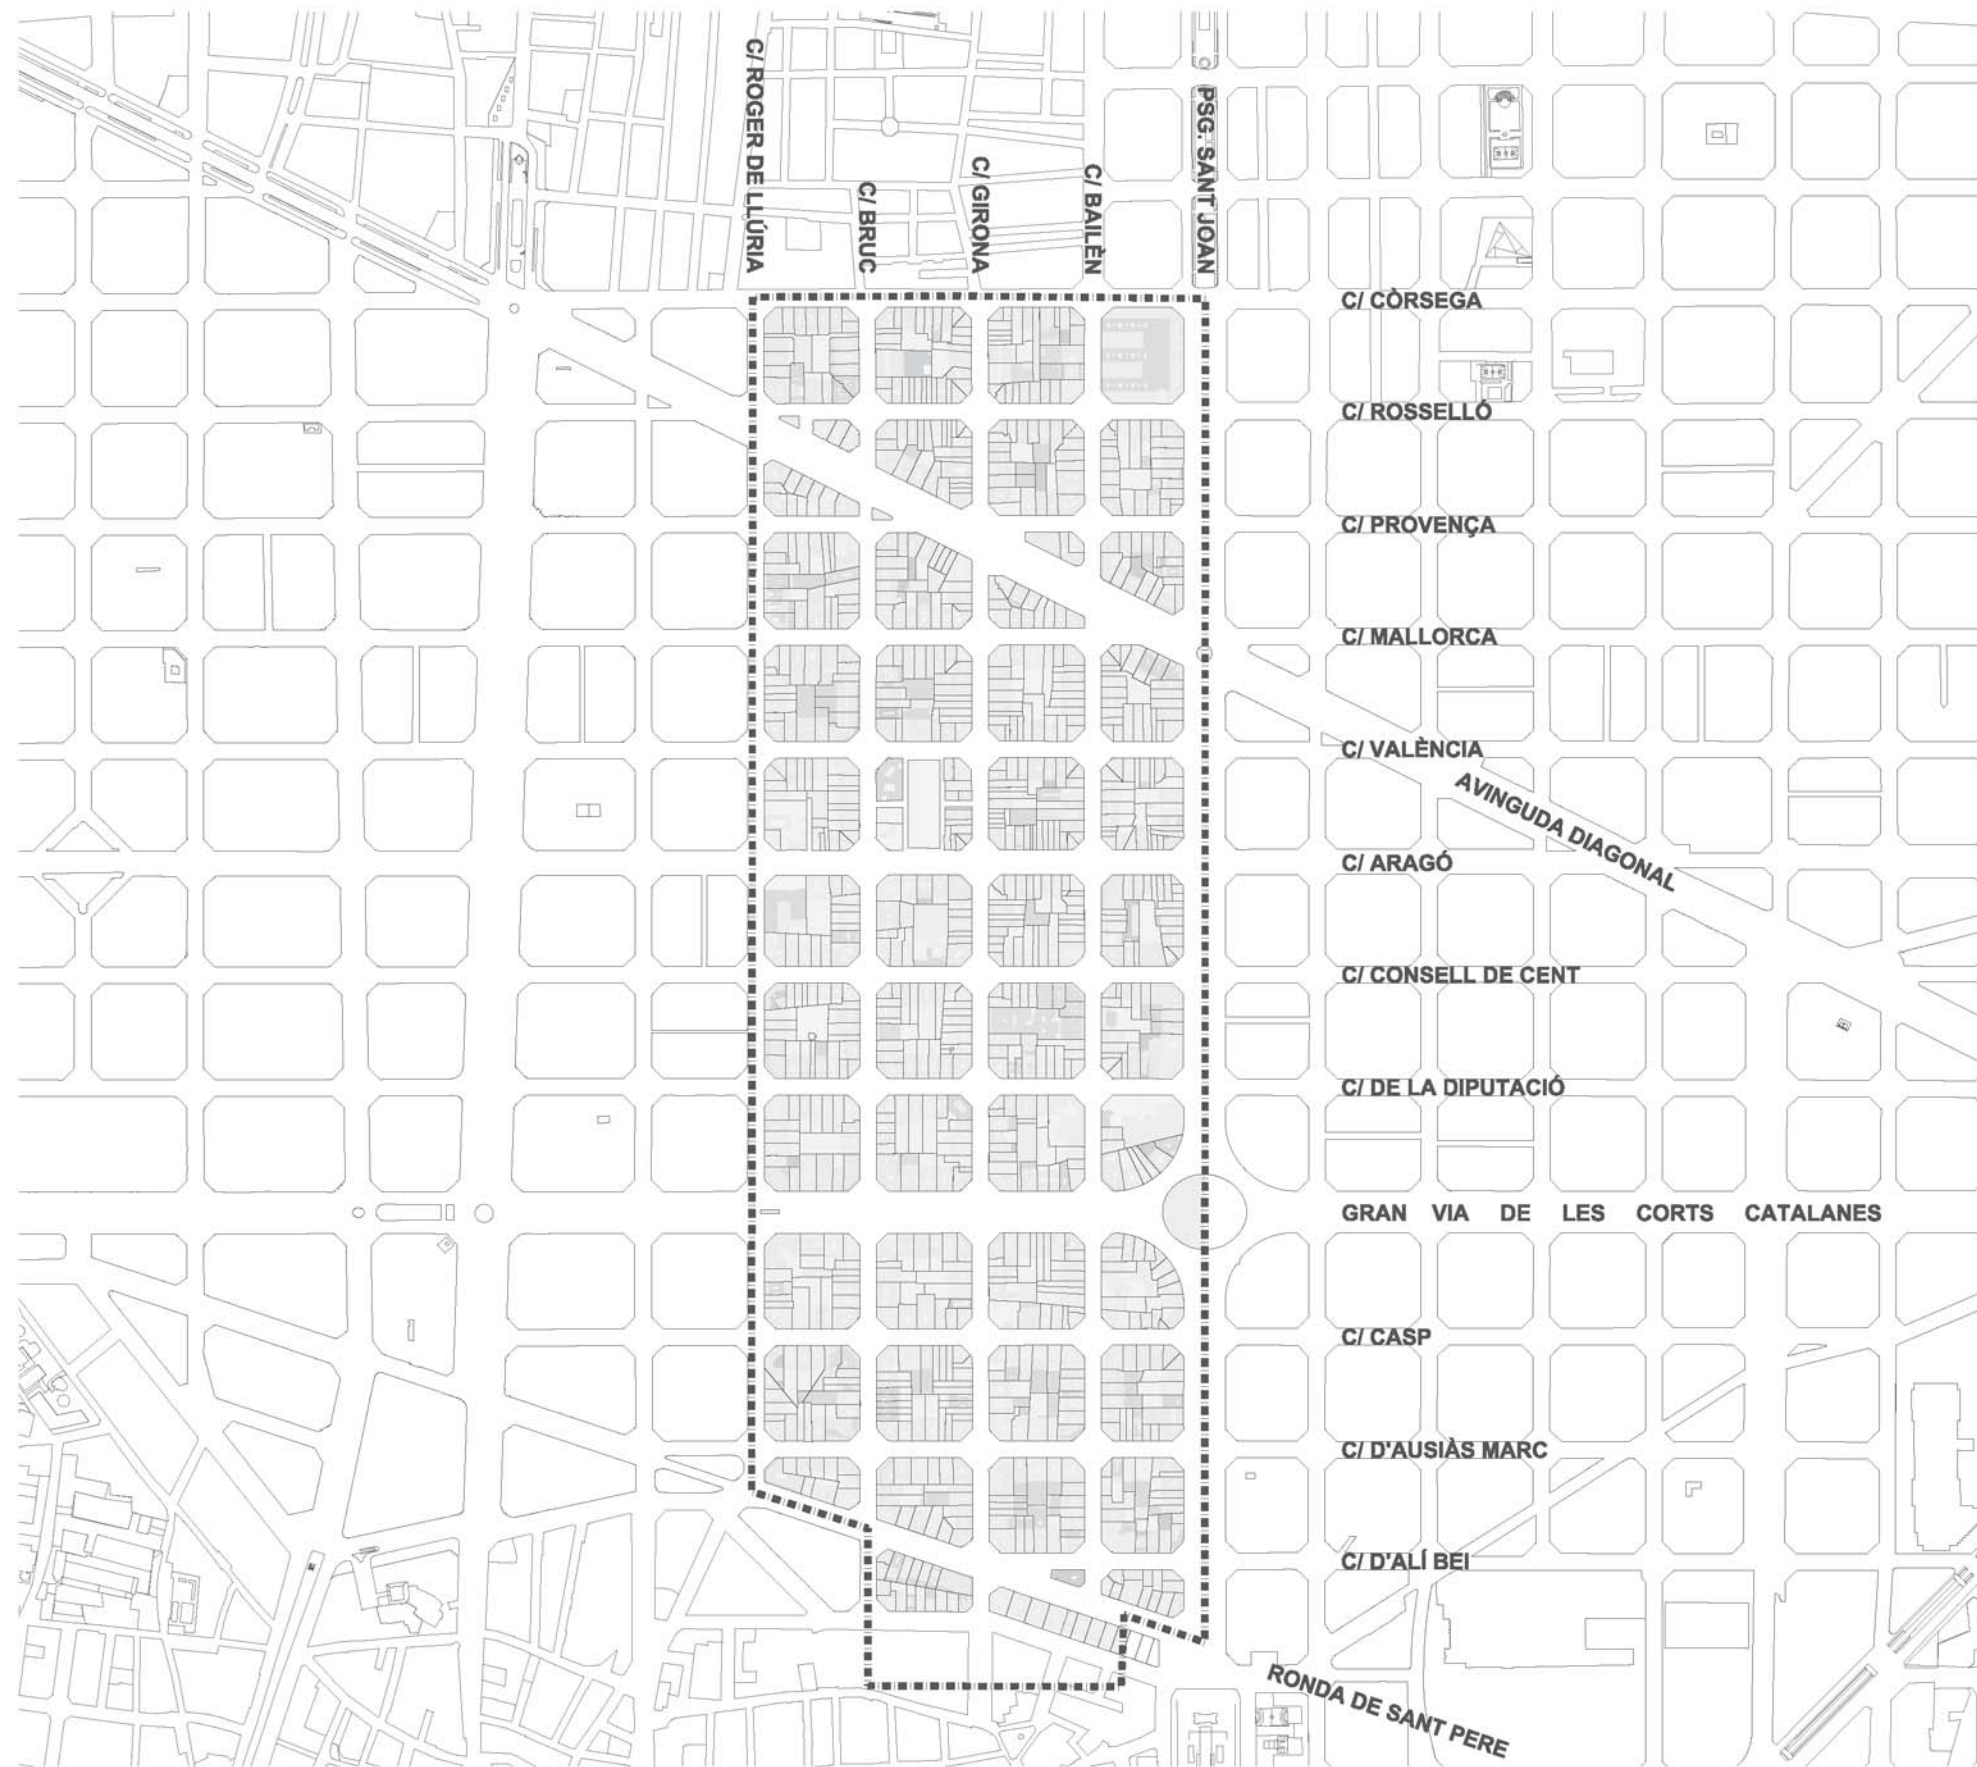 C/ ROGER DE LLÚRIA
C/ BRUC
C/ GIRONA
C/ BAILÈN
PSG. SANT JOAN
C/ CÒRSEGA
C/ ROSSELLÓ
C/ PROVENÇA
C/ MALLORCA
C/ VALÈNCIA
AVINGUDA DIAGONAL
C/ ARAGÓ
C/ CONSELL DE CENT
C/ DE LA DIPUTACIÓ
GRAN VIA DE LES CORTS CATALANES
C/ CASP
C/ D'AUSIÀS MARC
C/ D'ALÍ BEI
RONDA DE SANT PERE